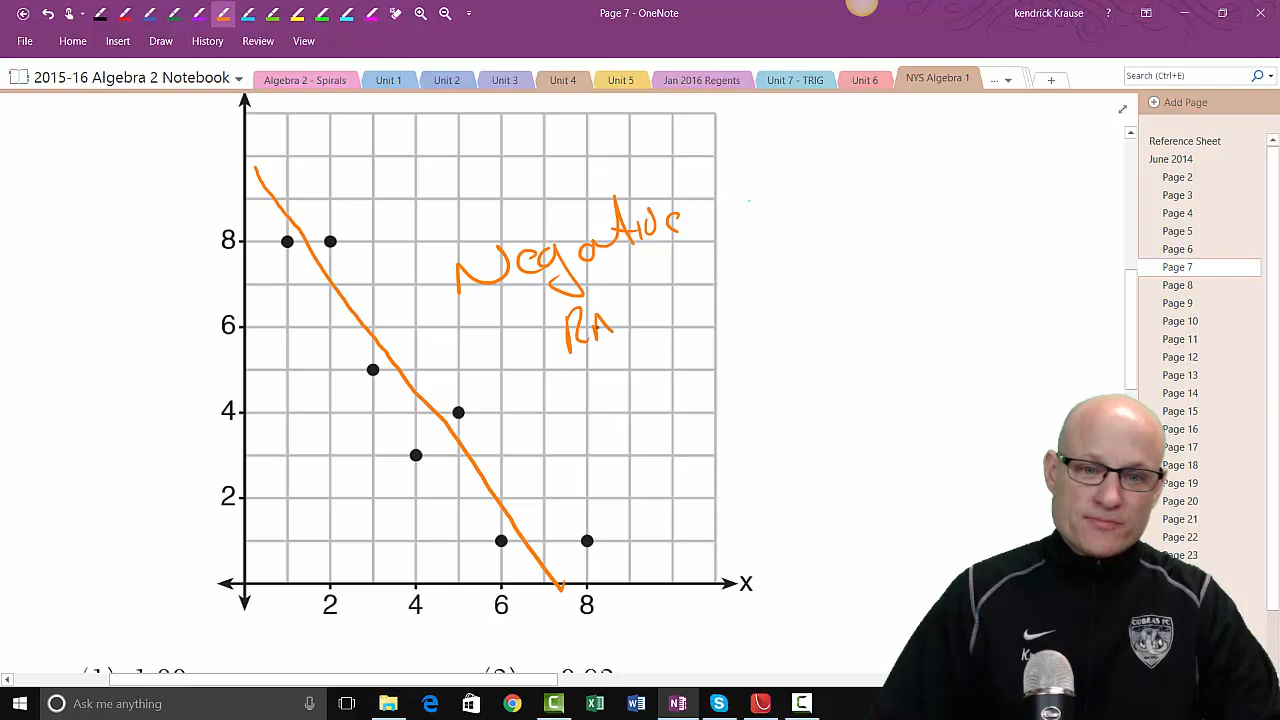 Page 7 - OneNote
kendrick Krause
?
File Home Insert Draw History Review View
2015-16 Algebra 2 Notebook
Algebra 2 - Spirals Unit 1 Unit 2 Unit 3 Unit 4 Unit 5 Jan 2016 Regents Unit 7 - TRIG Unit 6 NYS Algebra 1 ...
Search (Ctrl+E)
Add Page
Reference Sheet
June 2014
Page 2
Page 3
Page 4
Page 5
Page 6
Page 7
Page 8
Page 9
Page 10
Page 11
Page 12
Page 13
Page 14
Page 15
Page 16
Page 17
Page 18
Page 19
Page 20
Page 21
Page 22
Page 23
Negative
8
6
4
2
x
2 4 6 8
COBRAS FC
Ask me anything